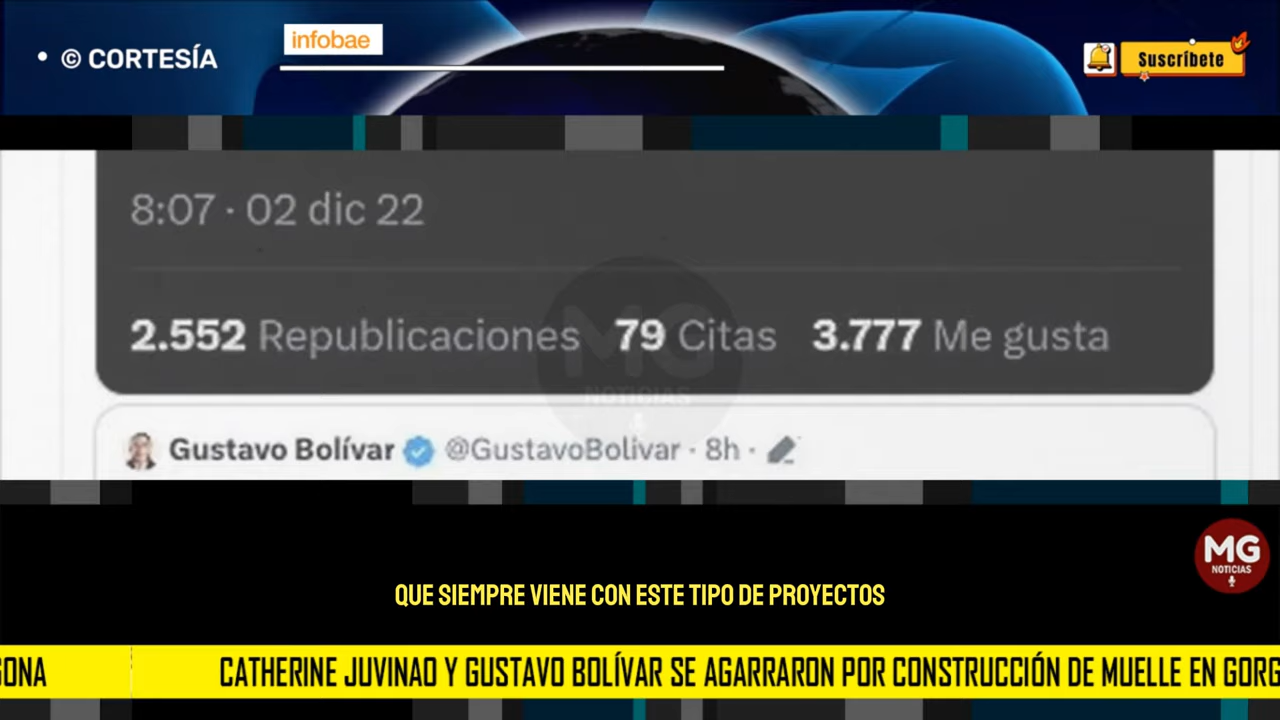 • © CORTESÍA
infobae
Suscríbete
8:07 · 02 dic 22
2.552 Republicaciones 79 Citas 3.777 Me gusta
MG
NOTICIAS
Gustavo Bolívar @GustavoBolivar · 8h ·
MG
NOTICIAS
QUE SIEMPRE VIENE CON ESTE TIPO DE PROYECTOS
CATHERINE JUVINAO Y GUSTAVO BOLÍVAR SE AGARRARON POR CONSTRUCCIÓN DE MUELLE EN GORG